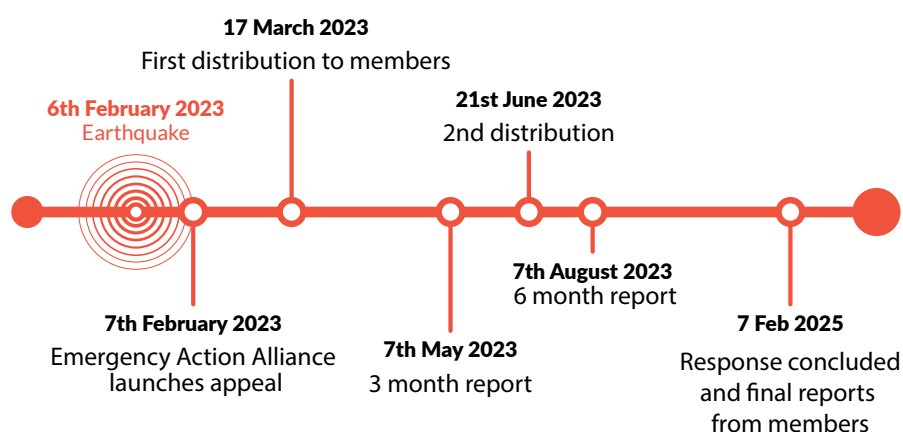 17 March 2023
First distribution to members
6th February 2023
Earthquake
21st June 2023
2nd distribution
7th February 2023
Emergency Action Alliance
launches appeal
7th May 2023
3 month report
7th August 2023
6 month report
7 Feb 2025
Response concluded
and final reports
from members